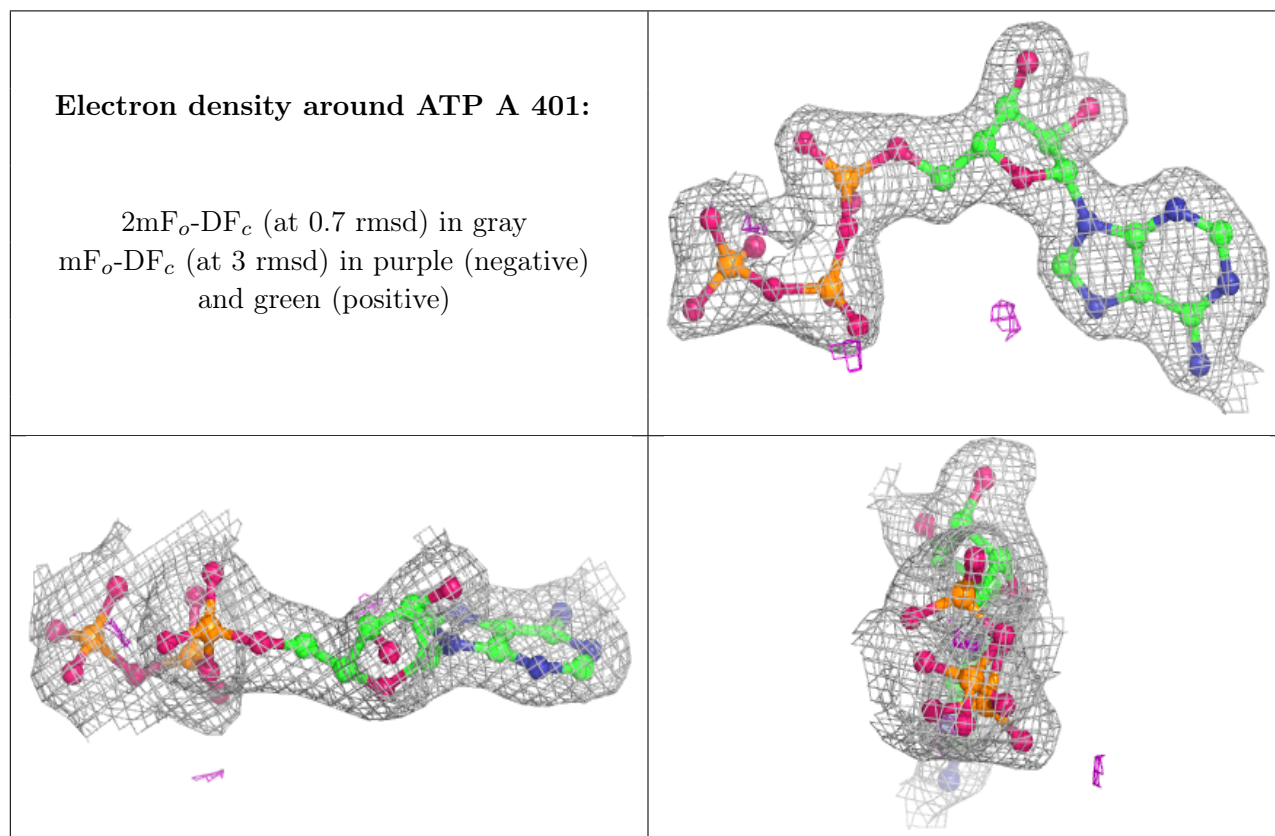 Electron density around ATP A 401:
2mFₒ-DF𝒸 (at 0.7 rmsd) in gray
mFₒ-DF𝒸 (at 3 rmsd) in purple (negative)
and green (positive)